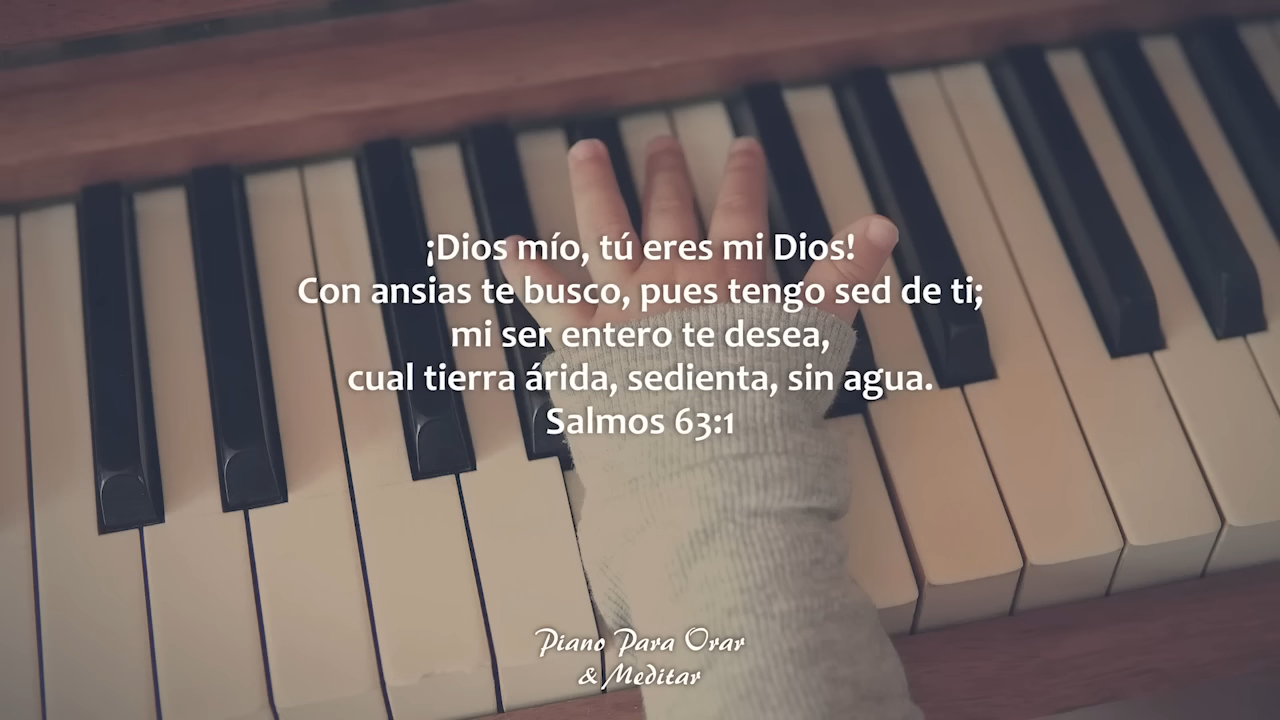 ¡Dios mío, tú eres mi Dios!
Con ansias te busco, pues tengo sed de ti;
mi ser entero te desea,
cual tierra árida, sedienta, sin agua.
Salmos 63:1
Piano Para Orar
& Meditar